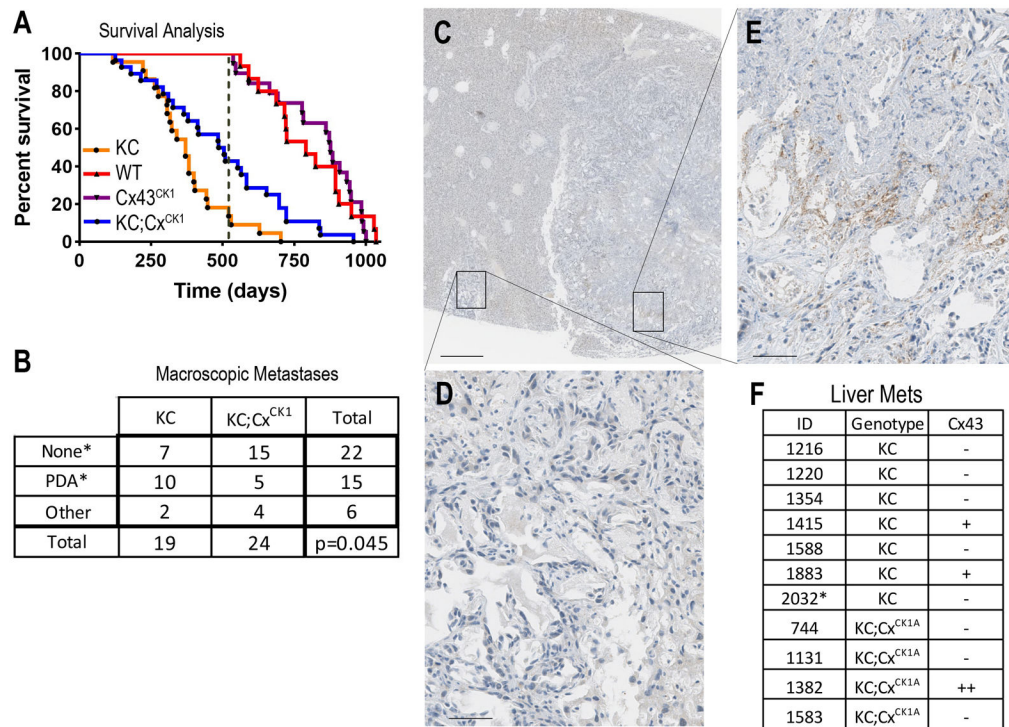 A
Survival Analysis
Percent survival
100
80
60
40
20
0
KC
WT
Cx43CK1
KC;CxCK1
0 250 500 750 1000
Time (days)
B
Macroscopic Metastases
KC KC;CxCK1 Total
None* 7 15 22
PDA* 10 5 15
Other 2 4 6
Total 19 24 p=0.045
C
D
E
F
Liver Mets
ID Genotype Cx43
1216 KC -
1220 KC -
1354 KC -
1415 KC +
1588 KC -
1883 KC +
2032* KC -
744 KC;CxCK1A -
1131 KC;CxCK1A -
1382 KC;CxCK1A ++
1583 KC;CxCK1A -